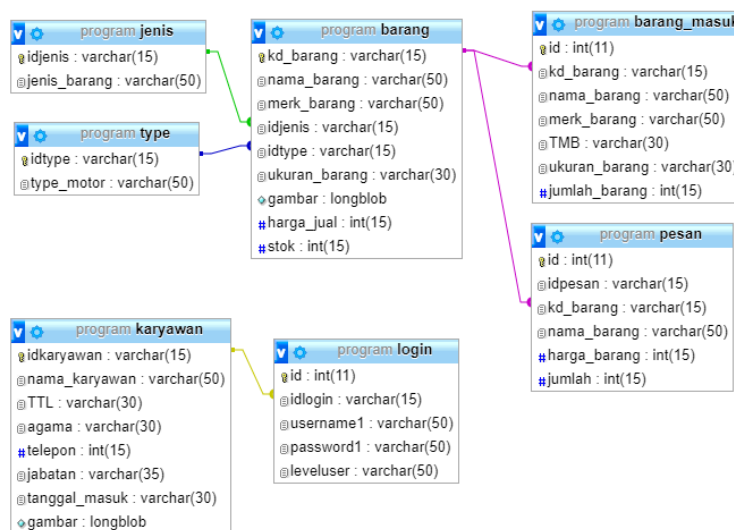 program jenis
idjenis : varchar(15)
jenis_barang : varchar(50)
program type
idtype : varchar(15)
type_motor : varchar(50)
program barang
kd_barang : varchar(15)
nama_barang : varchar(50)
merk_barang : varchar(50)
idjenis : varchar(15)
idtype : varchar(15)
ukuran_barang : varchar(30)
gambar : longblob
#harga_jual : int(15)
#stok : int(15)
program barang_masuk
id : int(11)
kd_barang : varchar(15)
nama_barang : varchar(50)
merk_barang : varchar(50)
TMB : varchar(30)
ukuran_barang : varchar(30)
#jumlah_barang : int(15)
program pesan
id : int(11)
idpesan : varchar(15)
kd_barang : varchar(15)
nama_barang : varchar(50)
#harga_barang : int(15)
#jumlah : int(15)
program karyawan
idkaryawan : varchar(15)
nama_karyawan : varchar(50)
TTL : varchar(30)
agama : varchar(30)
#telepon : int(15)
jabatan : varchar(35)
tanggal_masuk : varchar(30)
gambar : longblob
program login
id : int(11)
idlogin : varchar(15)
username1 : varchar(50)
password1 : varchar(50)
leveluser : varchar(50)